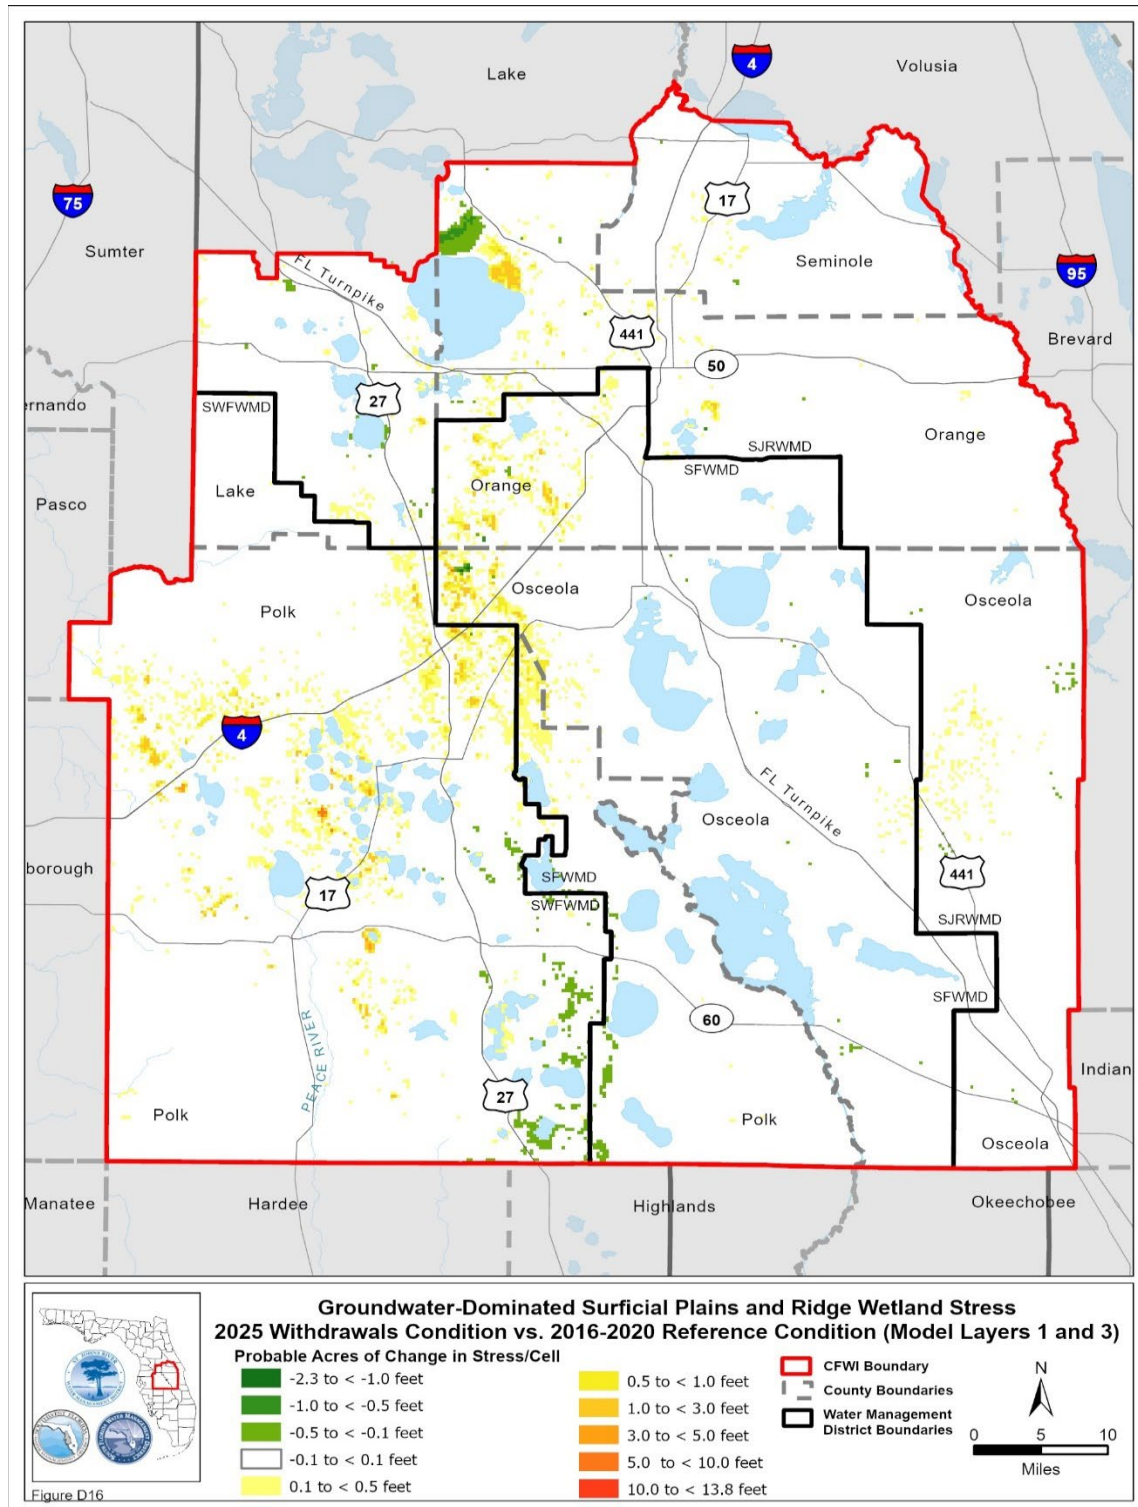 Lake
4
Volusia
17
75
Sumter
Seminole
95
FL Turnpike
441
Brevard
50
27
ernando
SWFWMD
Orange
SJRWMD
SFWMD
Lake
Orange
Pasco
Osceola
Osceola
Polk
4
FL Turnpike
Osceola
borough
441
SFWMD
17
SWFWMD
SJRWMD
SFWMD
60
PEACE RIVER
Indian
27
Polk
Polk
Osceola
Manatee
Hardee
Highlands
Okeechobee
Groundwater-Dominated Surficial Plains and Ridge Wetland Stress
2025 Withdrawals Condition vs. 2016-2020 Reference Condition (Model Layers 1 and 3)
Probable Acres of Change in Stress/Cell
-2.3 to < -1.0 feet
-1.0 to < -0.5 feet
-0.5 to < -0.1 feet
-0.1 to < 0.1 feet
0.1 to < 0.5 feet
0.5 to < 1.0 feet
1.0 to < 3.0 feet
3.0 to < 5.0 feet
5.0 to < 10.0 feet
10.0 to < 13.8 feet
CFWI Boundary
County Boundaries
Water Management
District Boundaries
N
0 5 10
Miles
Figure D16